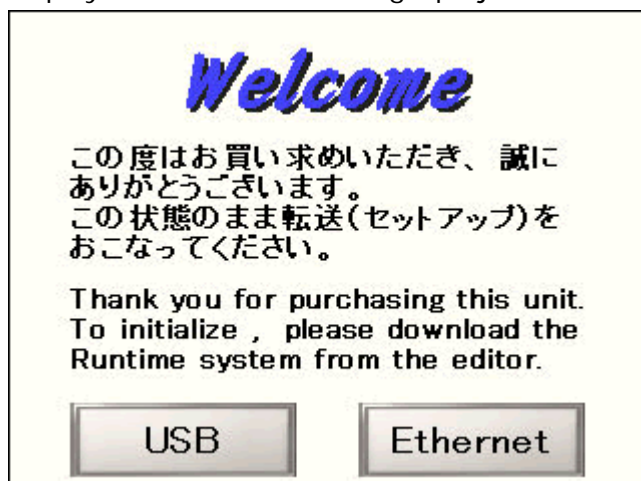 Welcome
この度はお買い求めいただき、誠に
ありがとうございます。
この状態のまま転送(セットアップ)を
おこなってください。
Thank you for purchasing this unit.
To initialize , please download the
Runtime system from the editor.
USB
Ethernet